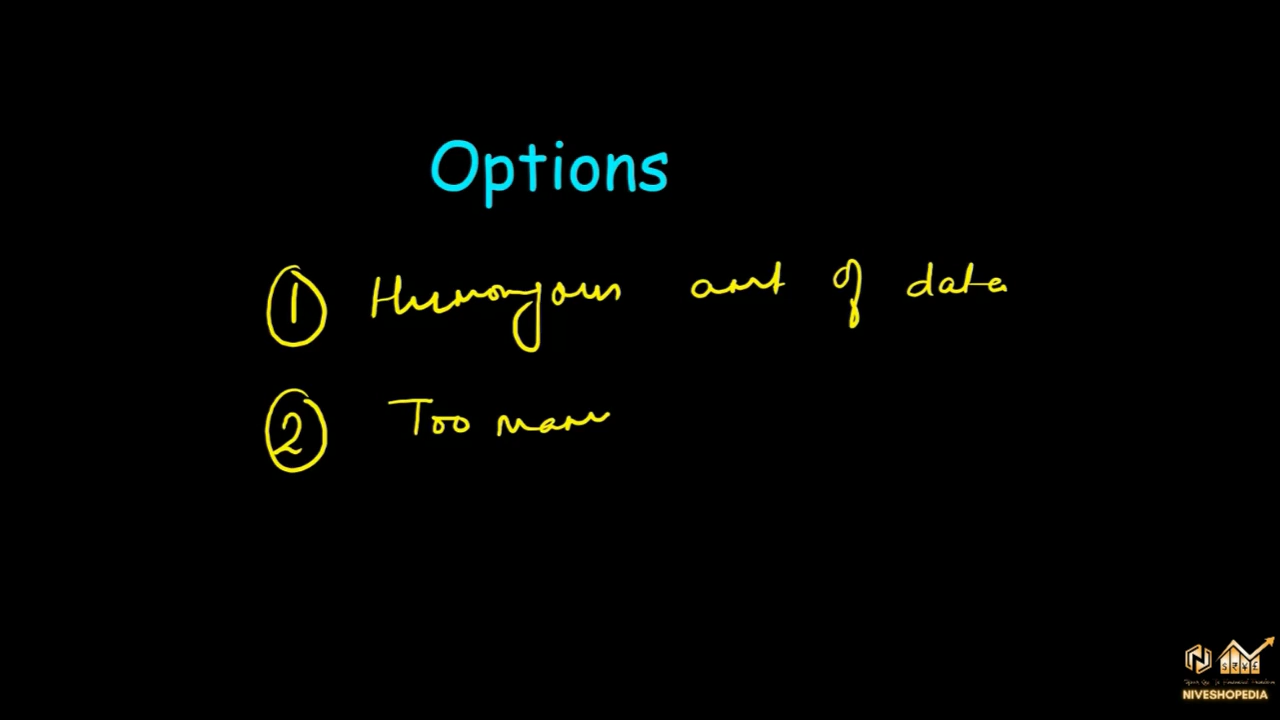 Options
① Humongous amt of data
② Too man
NIVESHOPEDIA